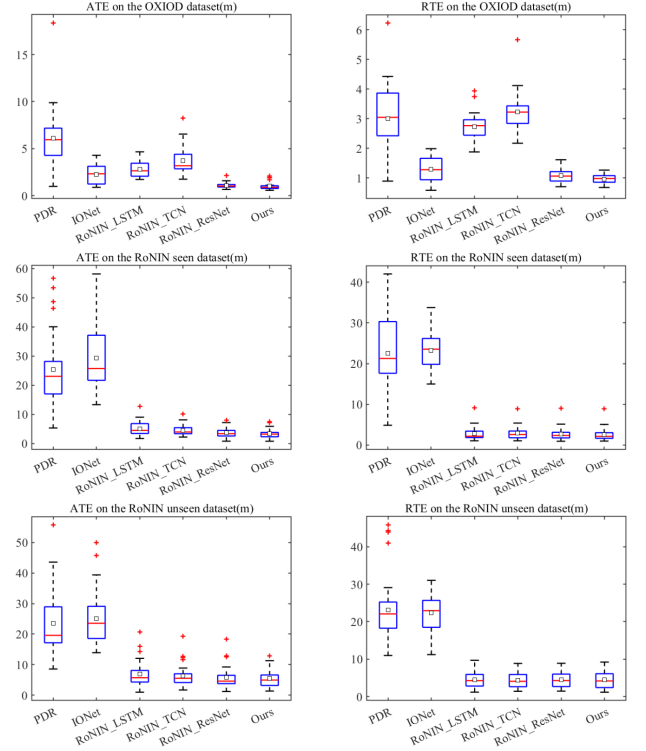 ATE on the OXIOD dataset(m)
15
10
5
0
PDR IONet RoNIN_LSTM RoNIN_TCN RoNIN_ResNet Ours
RTE on the OXIOD dataset(m)
6
5
4
3
2
1
PDR IONet RoNIN_LSTM RoNIN_TCN RoNIN_ResNet Ours
ATE on the RoNIN seen dataset(m)
60
50
40
30
20
10
0
PDR IONet RoNIN_LSTM RoNIN_TCN RoNIN_ResNet Ours
RTE on the RoNIN seen dataset(m)
40
30
20
10
0
PDR IONet RoNIN_LSTM RoNIN_TCN RoNIN_ResNet Ours
ATE on the RoNIN unseen dataset(m)
50
40
30
20
10
0
PDR IONet RoNIN_LSTM RoNIN_TCN RoNIN_ResNet Ours
RTE on the RoNIN unseen dataset(m)
40
30
20
10
0
PDR IONet RoNIN_LSTM RoNIN_TCN RoNIN_ResNet Ours